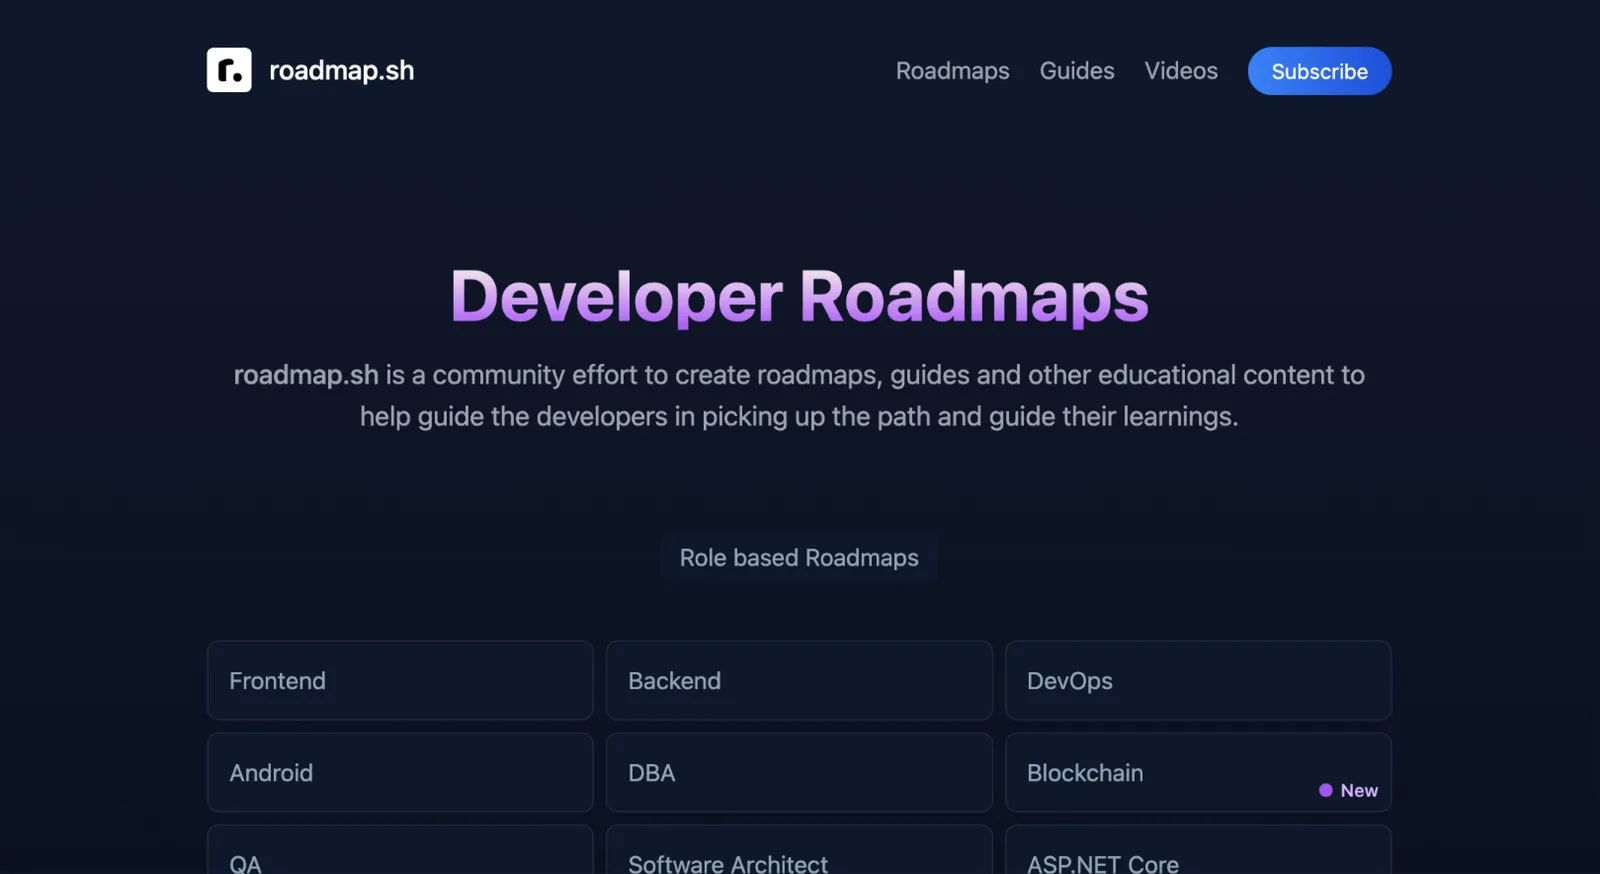 r.
roadmap.sh
Roadmaps
Guides
Videos
Subscribe
Developer Roadmaps
roadmap.sh is a community effort to create roadmaps, guides and other educational content to
help guide the developers in picking up the path and guide their learnings.
Role based Roadmaps
Frontend
Backend
DevOps
Android
DBA
Blockchain
New
QA
Software Architect
ASP.NET Core